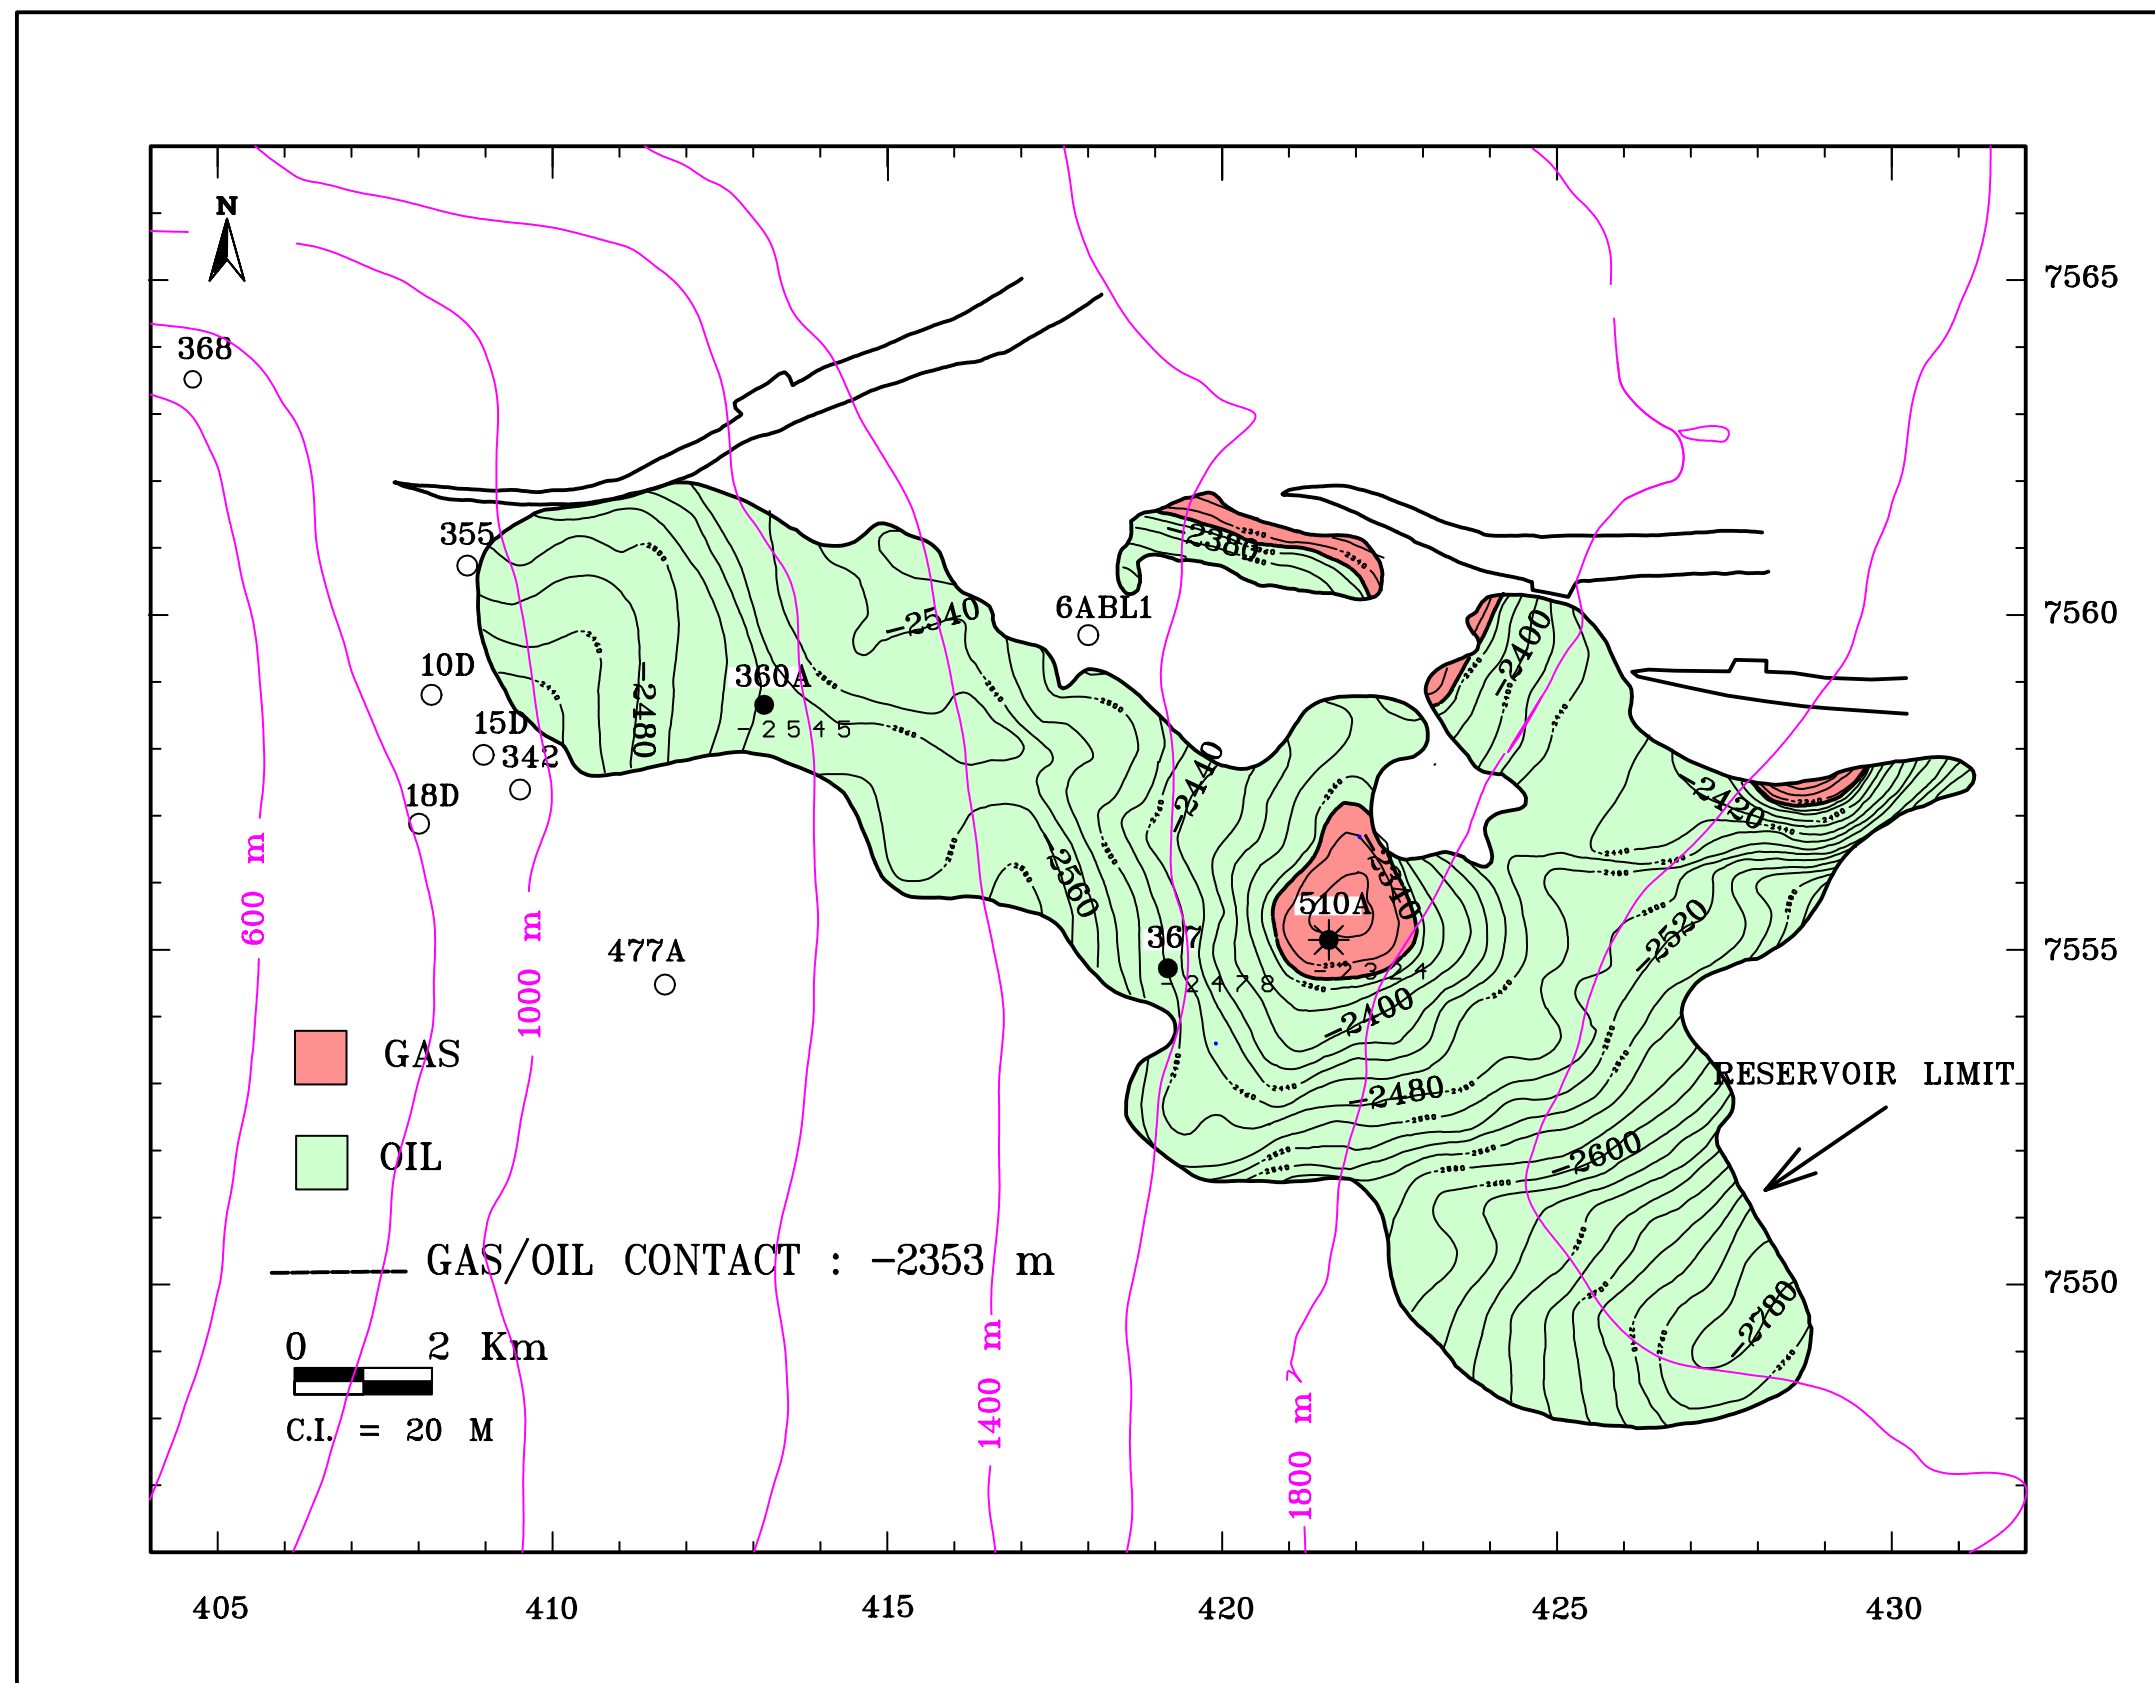 N
7565
368
355
-2380
-2540
6ABL1
7560
-2400
10D
360A
-2480
-2545
15D
342
18D
-2440
-2420
600 m
-2340
-2560
510A
367
-2520
477A
1000 m
-2324
-2478
7555
-2400
GAS
RESERVOIR LIMIT
-2480
OIL
-2600
GAS/OIL CONTACT : -2353 m
7550
-2780
0 2 Km
1400 m
1800 m
C.I. = 20 M
405 410 415 420 425 430